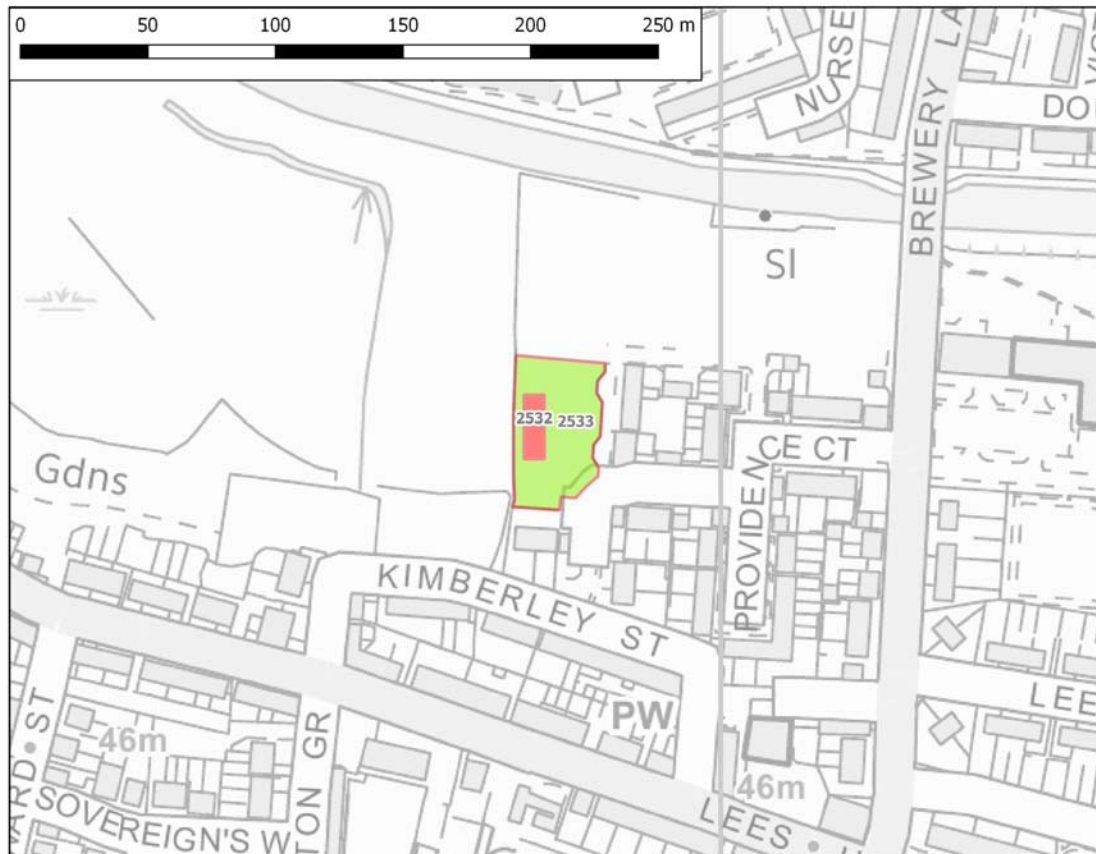 0 50 100 150 200 250 m
NURSE
BREWERY LA
DO
Sl
2532 2533
CE CT
PROVIDEN
Gdns
KIMBERLEY ST
PW
LEE
46m
46m
ARD ST
TON GR
SOVEREIGN'S W
LEES